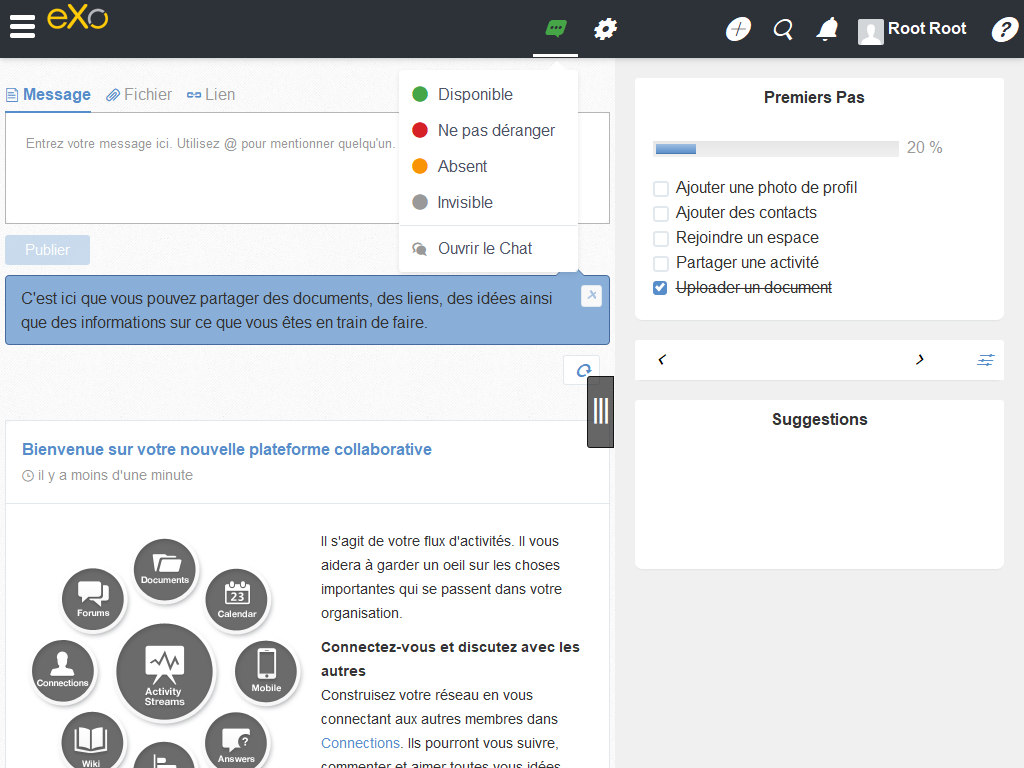 eXo
Root Root
?
Message
Fichier
Lien
Entrez votre message ici. Utilisez @ pour mentionner quelqu'un.
Publier
Disponible
Ne pas déranger
Absent
Invisible
Ouvrir le Chat
C'est ici que vous pouvez partager des documents, des liens, des idées ainsi
que des informations sur ce que vous êtes en train de faire.
Bienvenue sur votre nouvelle plateforme collaborative
il y a moins d'une minute
Documents
Forums
23
Calendar
Connections
Activity
Streams
Mobile
Wiki
?
Answers
Il s'agit de votre flux d'activités. Il vous
aidera à garder un oeil sur les choses
importantes qui se passent dans votre
organisation.
Connectez-vous et discutez avec les
autres
Construisez votre réseau en vous
connectant aux autres membres dans
Connections. Ils pourront vous suivre,
commenter et aimer toutes vous idées
Premiers Pas
20 %
Ajouter une photo de profil
Ajouter des contacts
Rejoindre un espace
Partager une activité
Uploader un document
Suggestions